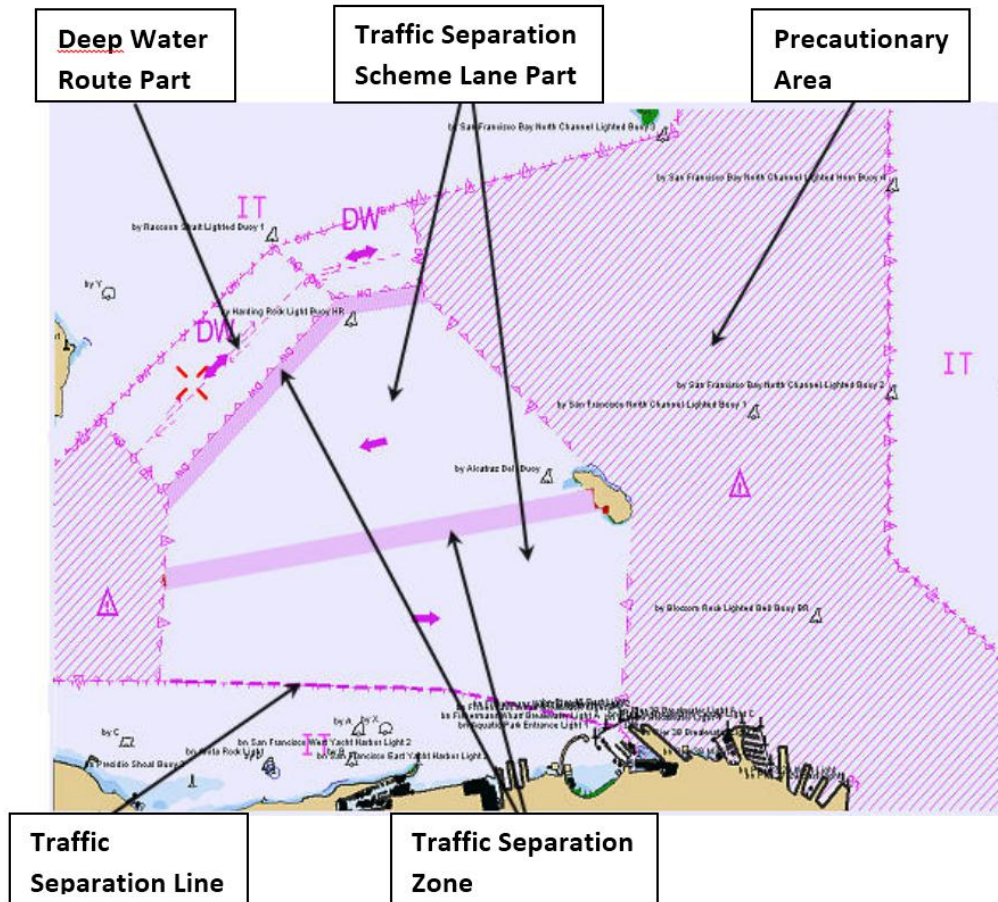 Deep Water
Route Part
Traffic Separation
Scheme Lane Part
Precautionary
Area
by San Francisco Bay North Channel Lighted Buoy 3
by San Francisco Bay North Channel Lighted Horn Buoy 4
IT
DW
by Raccoon Strait Lighted Buoy 1
by Y
by Harding Rock Light Buoy HR
DW
IT
by San Francisco Bay North Channel Lighted Buoy 2
by San Francisco North Channel Lighted Buoy 1
by Alcatraz Bell Buoy
by Blossom Rock Lighted Bell Buoy BR
by A
by X
by C
IT
bn San Francisco West Yacht Harbor Light 2
bn San Francisco East Yacht Harbor Light
bn Aquatic Park Entrance Light 1
Traffic
Separation Line
Traffic Separation
Zone